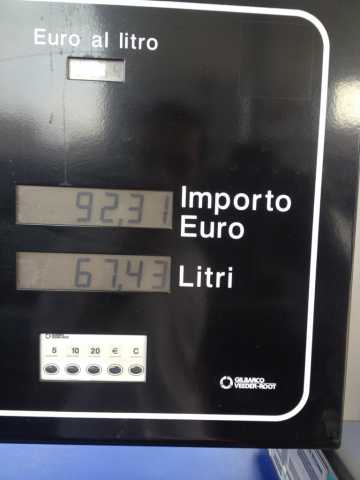 Euro al litro
92,31 Importo
Euro
67,43 Litri
5 10 20 € C
GILBARCO
VEEDER-ROOT